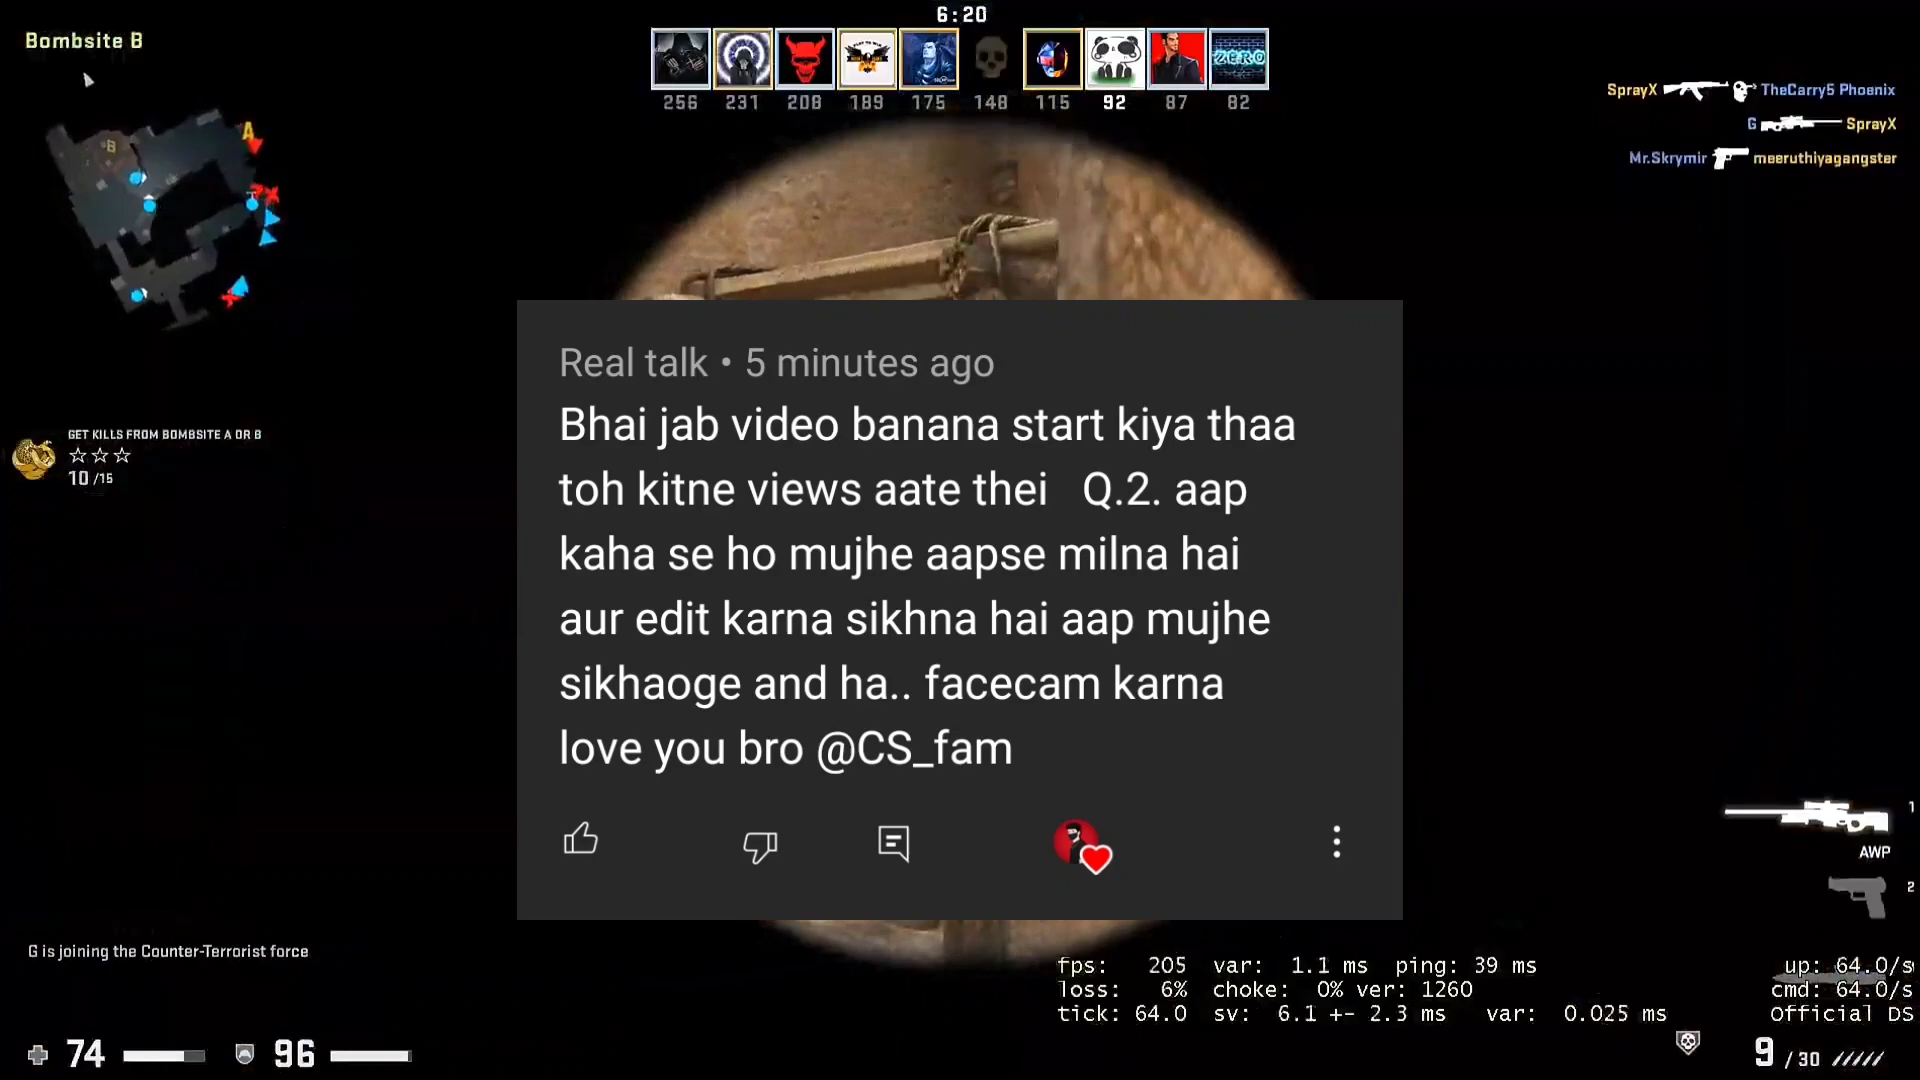 6:20
Bombsite B
256 231 208 189 175 148 115 92 87 82
SprayX TheCarry5 Phoenix
G SprayX
Mr.Skrymir meeruthiyagangster
A
B
ZERO
GET KILLS FROM BOMBSITE A OR B
10 /15
Real talk • 5 minutes ago
Bhai jab video banana start kiya thaa
toh kitne views aate thei Q.2. aap
kaha se ho mujhe aapse milna hai
aur edit karna sikhna hai aap mujhe
sikhaoge and ha.. facecam karna
love you bro @CS_fam
1
AWP
2
G is joining the Counter-Terrorist force
fps: 205 var: 1.1 ms ping: 39 ms up: 64.0/s
loss: 6% choke: 0% ver: 1260 cmd: 64.0/s
tick: 64.0 sv: 6.1 +- 2.3 ms var: 0.025 ms Official DS
74 96 9 / 30